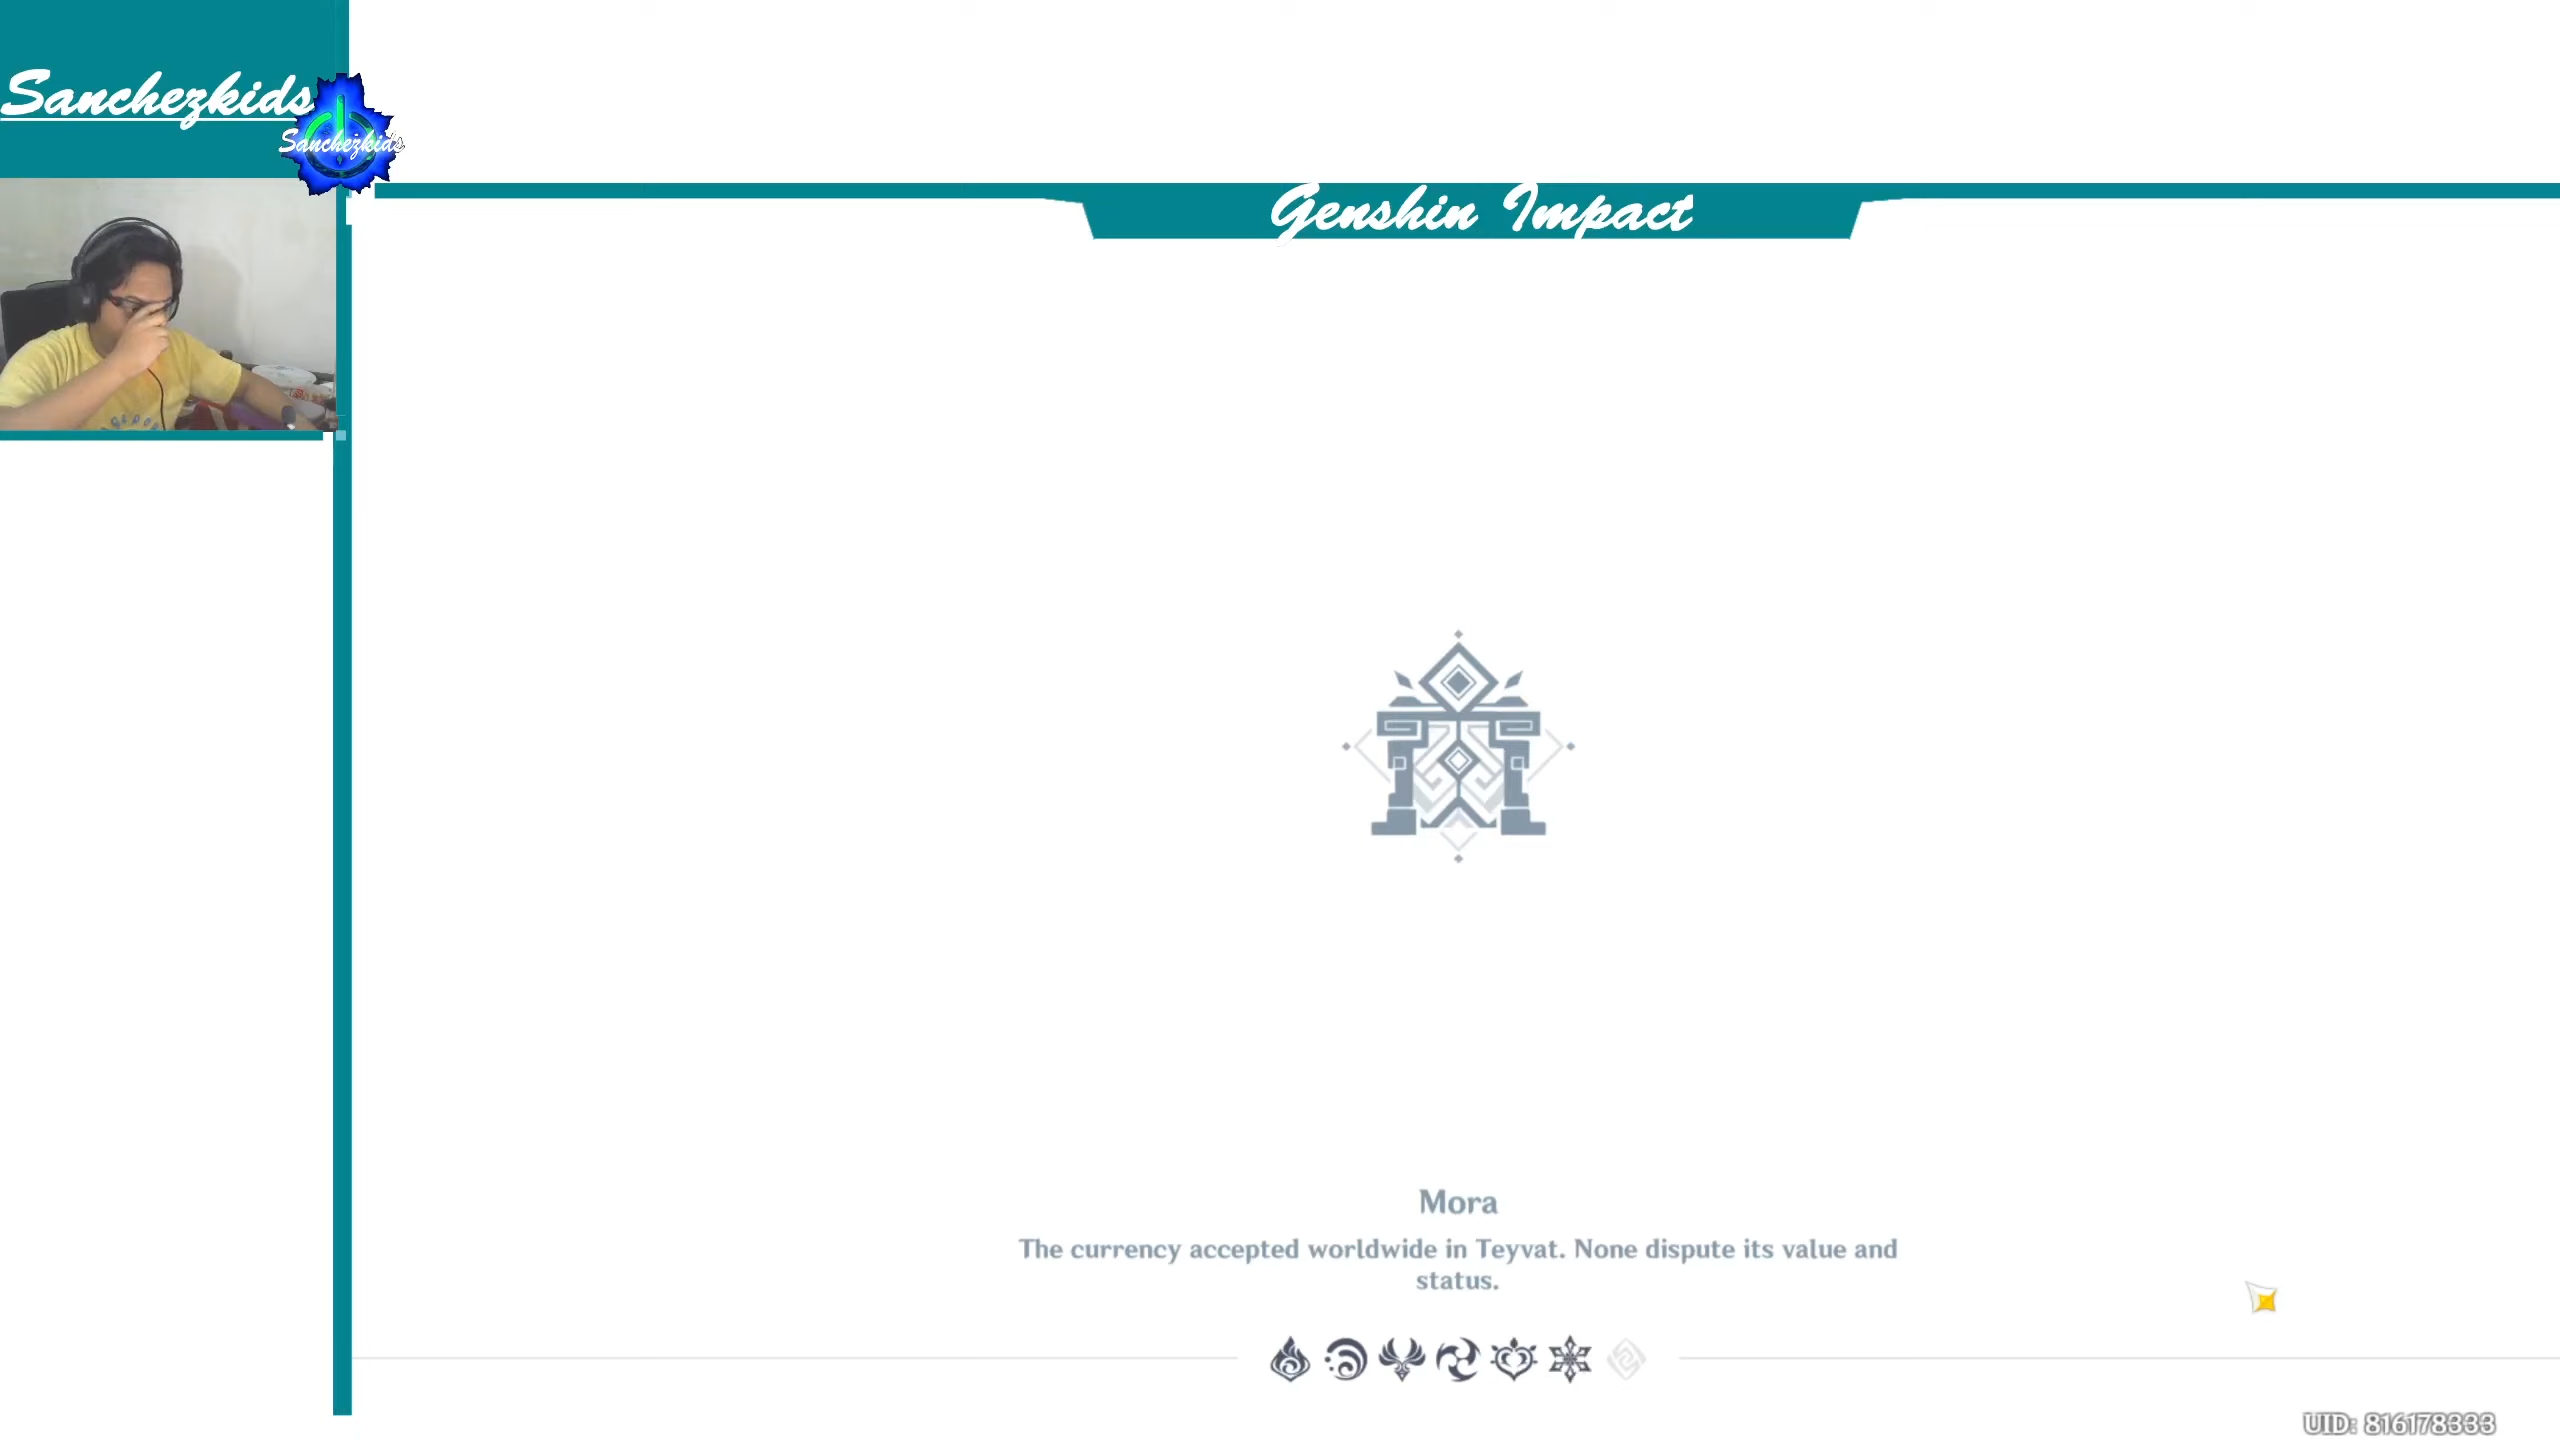 Sanchezkids
Sanchezkids
Genshin Impact
Mora
The currency accepted worldwide in Teyvat. None dispute its value and
status.
UID: 816178333